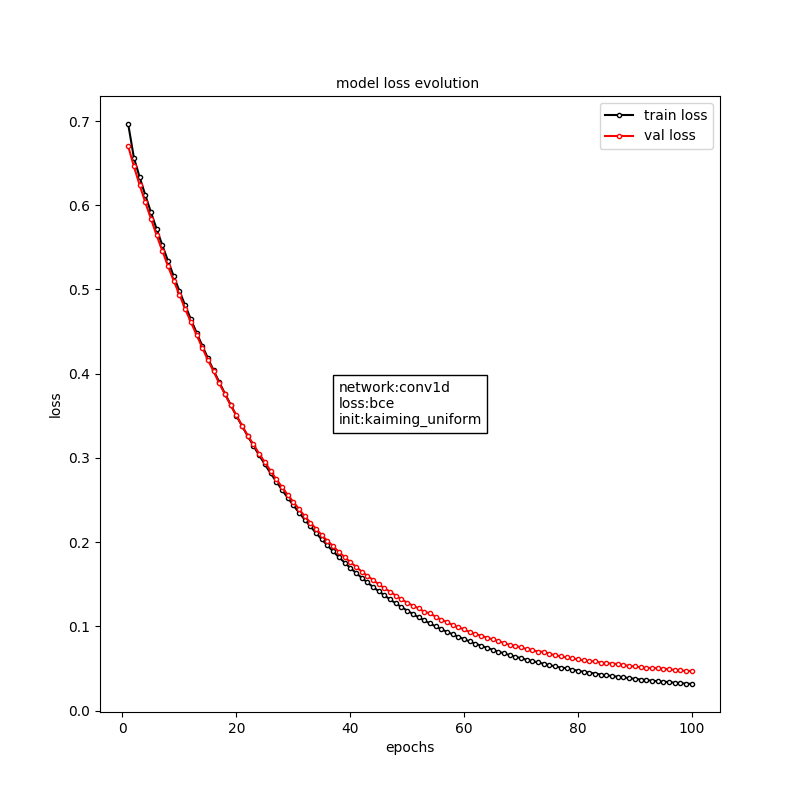 model loss evolution
train loss
val loss
0.7
0.6
0.5
0.4
0.3
0.2
0.1
0.0
loss
network:conv1d
loss:bce
init:kaiming_uniform
0 20 40 60 80 100
epochs